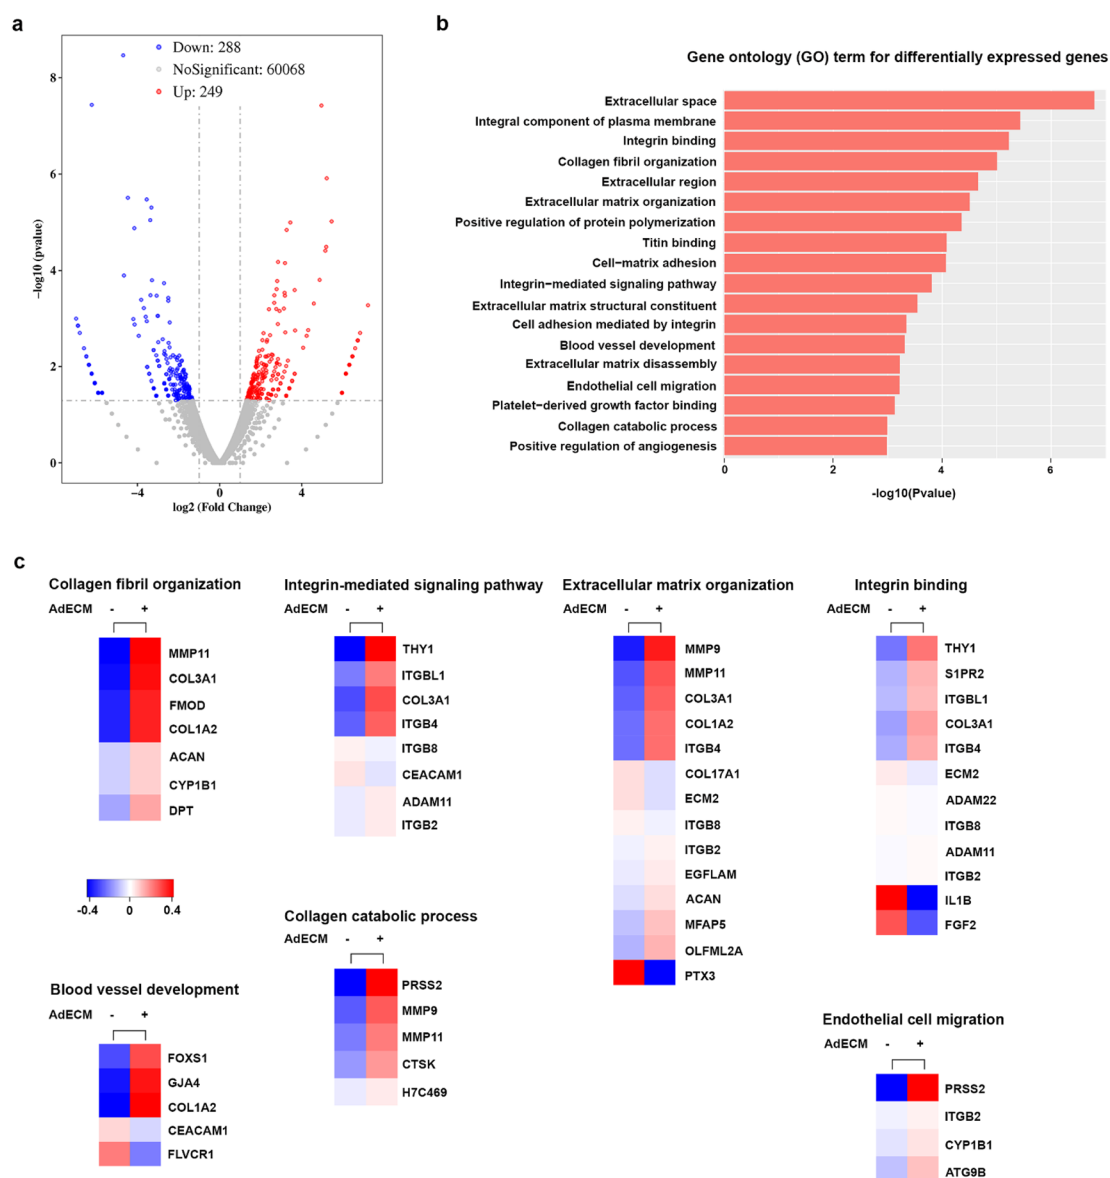 a
Down: 288
NoSignificant: 60068
Up: 249
8
6
4
2
0
−log10 (pvalue)
−4 0 4
log2 (Fold Change)
b
Gene ontology (GO) term for differentially expressed genes
Extracellular space
Integral component of plasma membrane
Integrin binding
Collagen fibril organization
Extracellular region
Extracellular matrix organization
Positive regulation of protein polymerization
Titin binding
Cell−matrix adhesion
Integrin−mediated signaling pathway
Extracellular matrix structural constituent
Cell adhesion mediated by integrin
Blood vessel development
Extracellular matrix disassembly
Endothelial cell migration
Platelet−derived growth factor binding
Collagen catabolic process
Positive regulation of angiogenesis
0 2 4 6
-log10(Pvalue)
c
Collagen fibril organization
AdECM - +
MMP11
COL3A1
FMOD
COL1A2
ACAN
CYP1B1
DPT
-0.4 0 0.4
Blood vessel development
AdECM - +
FOXS1
GJA4
COL1A2
CEACAM1
FLVCR1
Integrin-mediated signaling pathway
AdECM - +
THY1
ITGBL1
COL3A1
ITGB4
ITGB8
CEACAM1
ADAM11
ITGB2
Collagen catabolic process
AdECM - +
PRSS2
MMP9
MMP11
CTSK
H7C469
Extracellular matrix organization
AdECM - +
MMP9
MMP11
COL3A1
COL1A2
ITGB4
COL17A1
ECM2
ITGB8
ITGB2
EGFLAM
ACAN
MFAP5
OLFML2A
PTX3
Integrin binding
AdECM - +
THY1
S1PR2
ITGBL1
COL3A1
ITGB4
ECM2
ADAM22
ITGB8
ADAM11
ITGB2
IL1B
FGF2
Endothelial cell migration
AdECM - +
PRSS2
ITGB2
CYP1B1
ATG9B